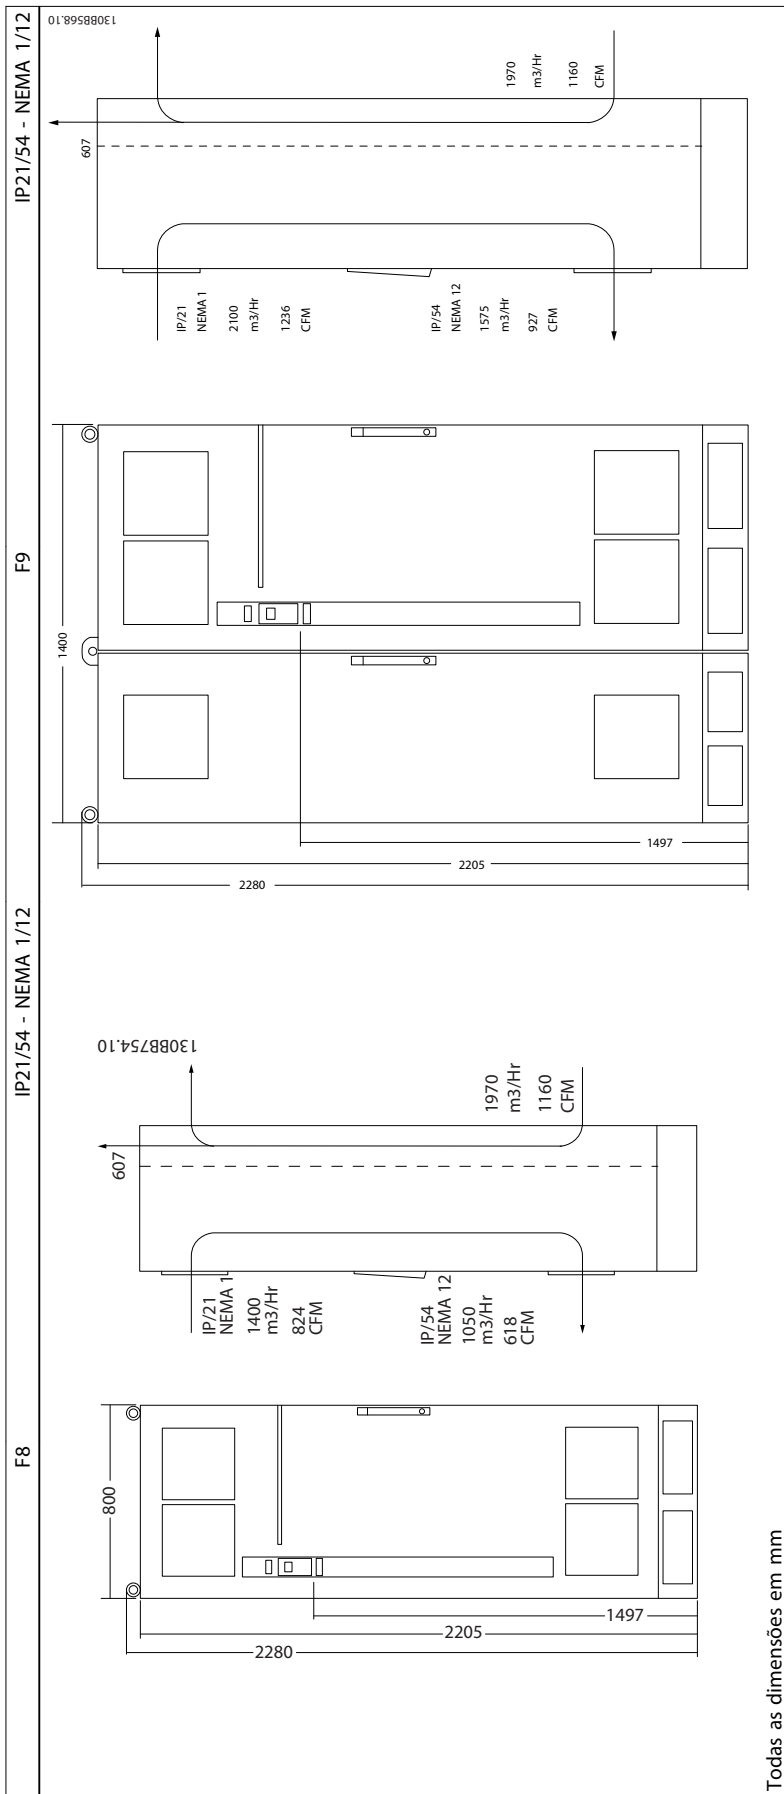 F8
IP21/54 - NEMA 1/12
F9
IP21/54 - NEMA 1/12
130BB754.10
800
2280
2205
1497
607
IP/21
NEMA 1
1400
m3/Hr
824
CFM
IP/54
NEMA 12
1050
m3/Hr
618
CFM
1970
m3/Hr
1160
CFM
130BB568.10
1400
2280
2205
1497
607
IP/21
NEMA 1
2100
m3/Hr
1236
CFM
IP/54
NEMA 12
1575
m3/Hr
927
CFM
1970
m3/Hr
1160
CFM
Todas as dimensões em mm